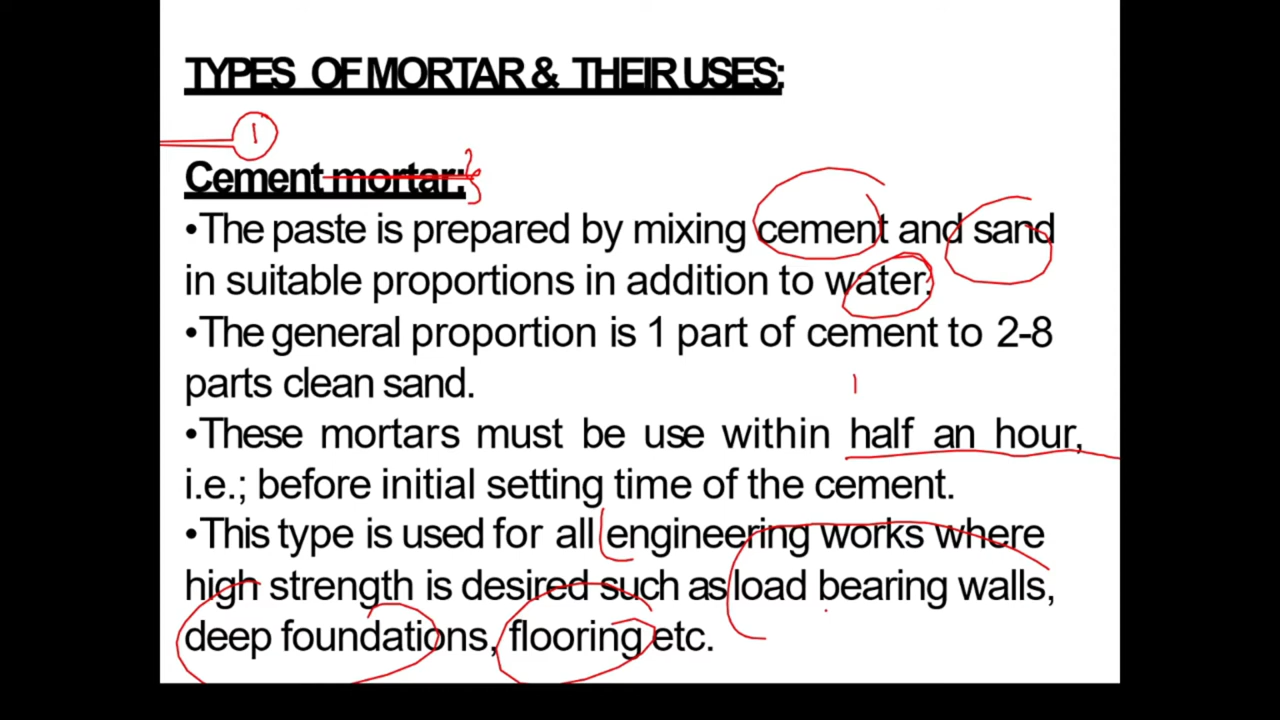 TYPES OF MORTAR & THEIR USES:
1
Cement mortar:
•The paste is prepared by mixing cement and sand
in suitable proportions in addition to water.
•The general proportion is 1 part of cement to 2-8
parts clean sand.
•These mortars must be use within half an hour,
i.e.; before initial setting time of the cement.
•This type is used for all engineering works where
high strength is desired such as load bearing walls,
deep foundations, flooring etc.